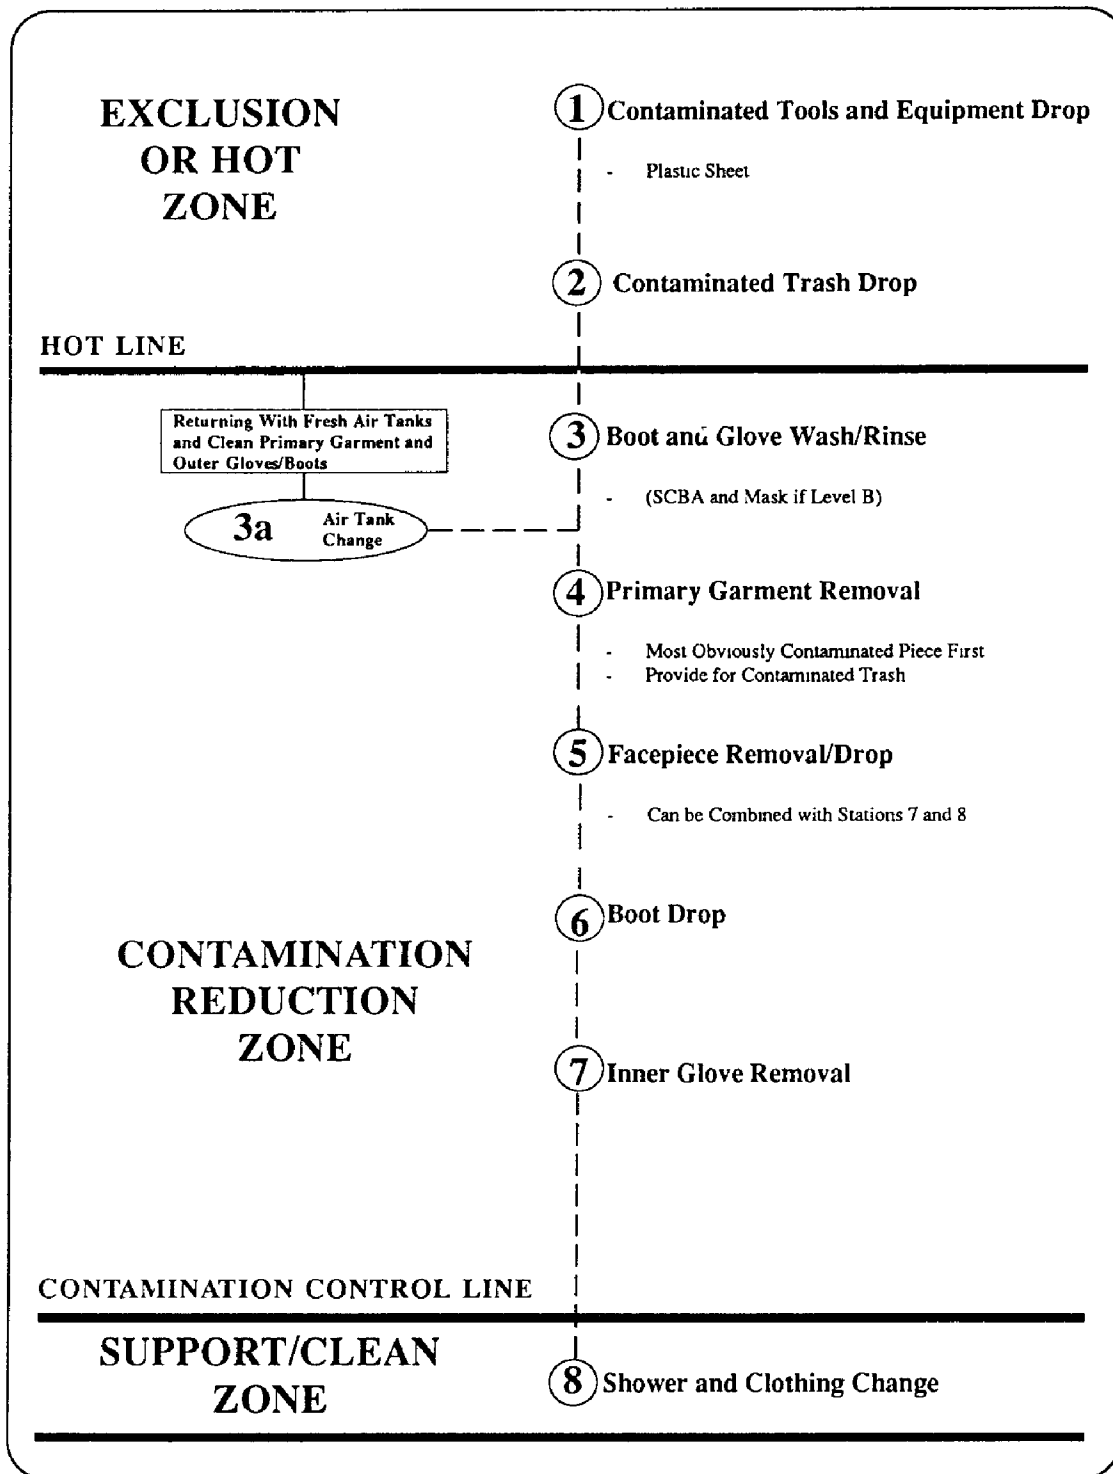 EXCLUSION
OR HOT
ZONE
1 Contaminated Tools and Equipment Drop
- Plastic Sheet
2 Contaminated Trash Drop
HOT LINE
Returning With Fresh Air Tanks
and Clean Primary Garment and
Outer Gloves/Boots
3a Air Tank
Change
3 Boot and Glove Wash/Rinse
- (SCBA and Mask if Level B)
4 Primary Garment Removal
- Most Obviously Contaminated Piece First
- Provide for Contaminated Trash
5 Facepiece Removal/Drop
- Can be Combined with Stations 7 and 8
6 Boot Drop
CONTAMINATION
REDUCTION
ZONE
7 Inner Glove Removal
CONTAMINATION CONTROL LINE
SUPPORT/CLEAN
ZONE
8 Shower and Clothing Change